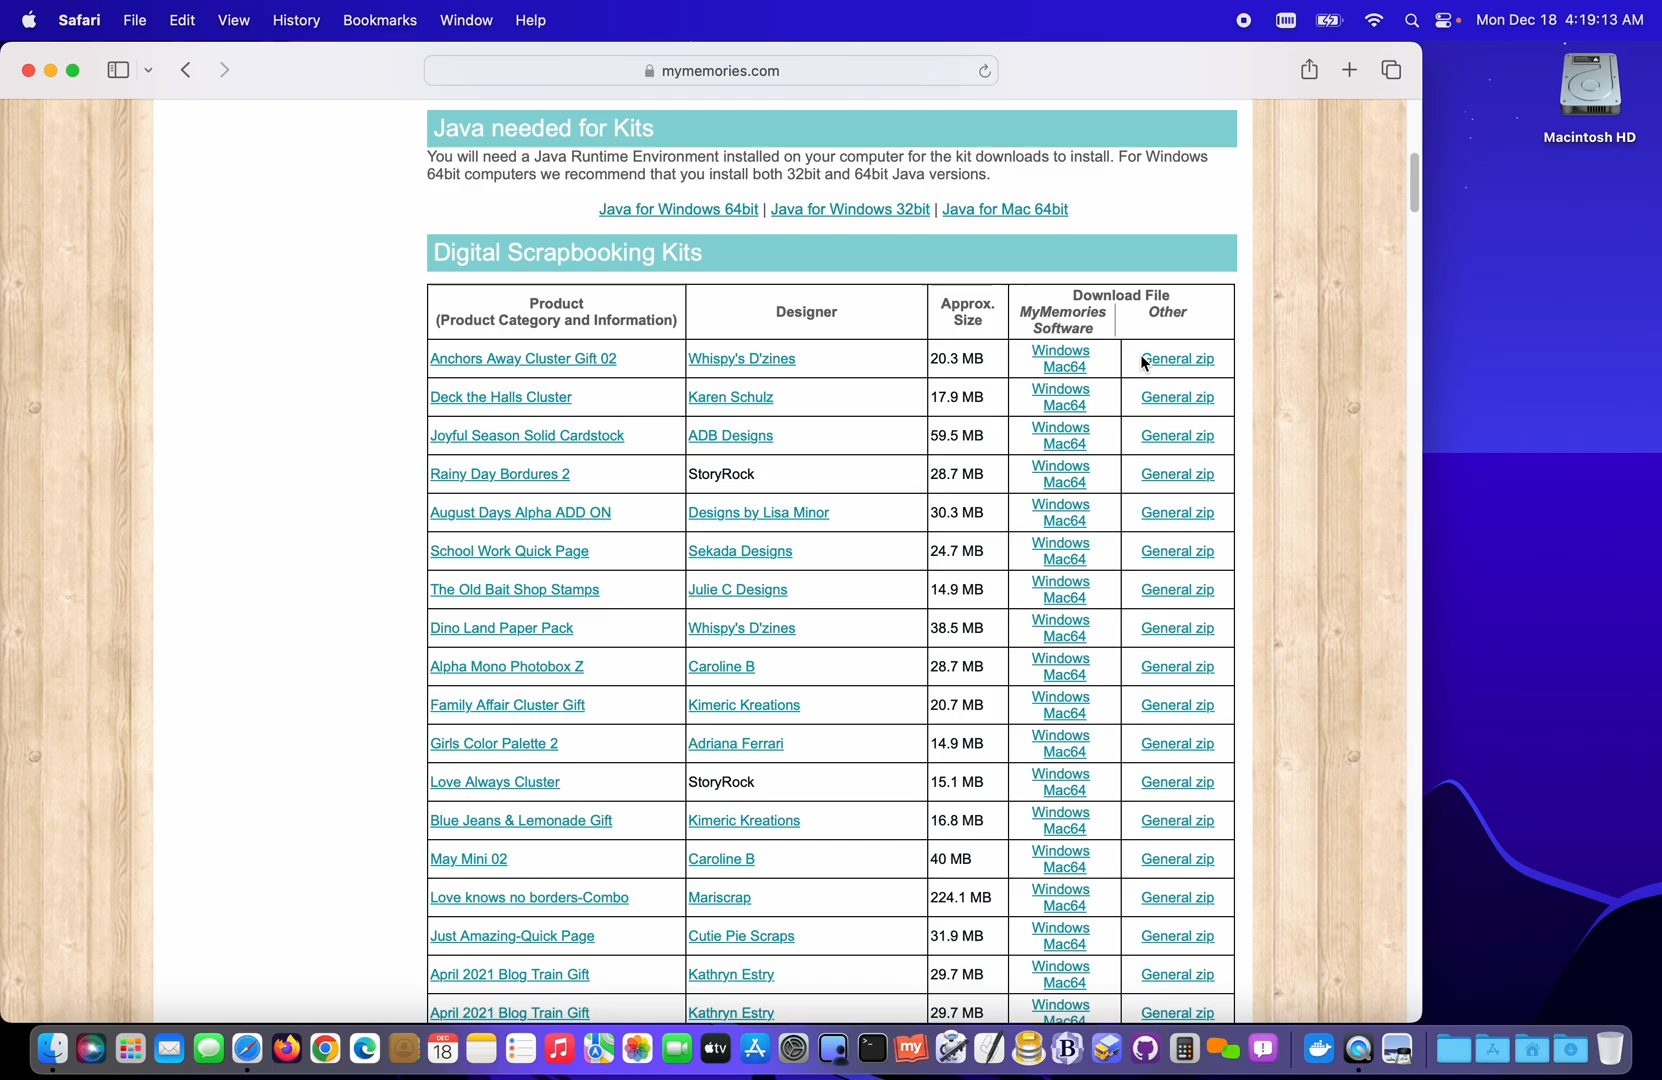 Safari File Edit View History Bookmarks Window Help Mon Dec 18 4:19:13 AM
mymemories.com
Macintosh HD
Java needed for Kits
You will need a Java Runtime Environment installed on your computer for the kit downloads to install. For Windows
64bit computers we recommend that you install both 32bit and 64bit Java versions.
Java for Windows 64bit | Java for Windows 32bit | Java for Mac 64bit
Digital Scrapbooking Kits
Product
(Product Category and Information)
Designer
Approx.
Size
Download File
MyMemories
Software
Other
Anchors Away Cluster Gift 02 Whispy's D'zines 20.3 MB Windows
Mac64
General zip
Deck the Halls Cluster Karen Schulz 17.9 MB Windows
Mac64
General zip
Joyful Season Solid Cardstock ADB Designs 59.5 MB Windows
Mac64
General zip
Rainy Day Bordures 2 StoryRock 28.7 MB Windows
Mac64
General zip
August Days Alpha ADD ON Designs by Lisa Minor 30.3 MB Windows
Mac64
General zip
School Work Quick Page Sekada Designs 24.7 MB Windows
Mac64
General zip
The Old Bait Shop Stamps Julie C Designs 14.9 MB Windows
Mac64
General zip
Dino Land Paper Pack Whispy's D'zines 38.5 MB Windows
Mac64
General zip
Alpha Mono Photobox Z Caroline B 28.7 MB Windows
Mac64
General zip
Family Affair Cluster Gift Kimeric Kreations 20.7 MB Windows
Mac64
General zip
Girls Color Palette 2 Adriana Ferrari 14.9 MB Windows
Mac64
General zip
Love Always Cluster StoryRock 15.1 MB Windows
Mac64
General zip
Blue Jeans & Lemonade Gift Kimeric Kreations 16.8 MB Windows
Mac64
General zip
May Mini 02 Caroline B 40 MB Windows
Mac64
General zip
Love knows no borders-Combo Mariscrap 224.1 MB Windows
Mac64
General zip
Just Amazing-Quick Page Cutie Pie Scraps 31.9 MB Windows
Mac64
General zip
April 2021 Blog Train Gift Kathryn Estry 29.7 MB Windows
Mac64
General zip
April 2021 Blog Train Gift Kathryn Estry 29.7 MB Windows
Mac64
General zip
DEC
18
tv
my
B